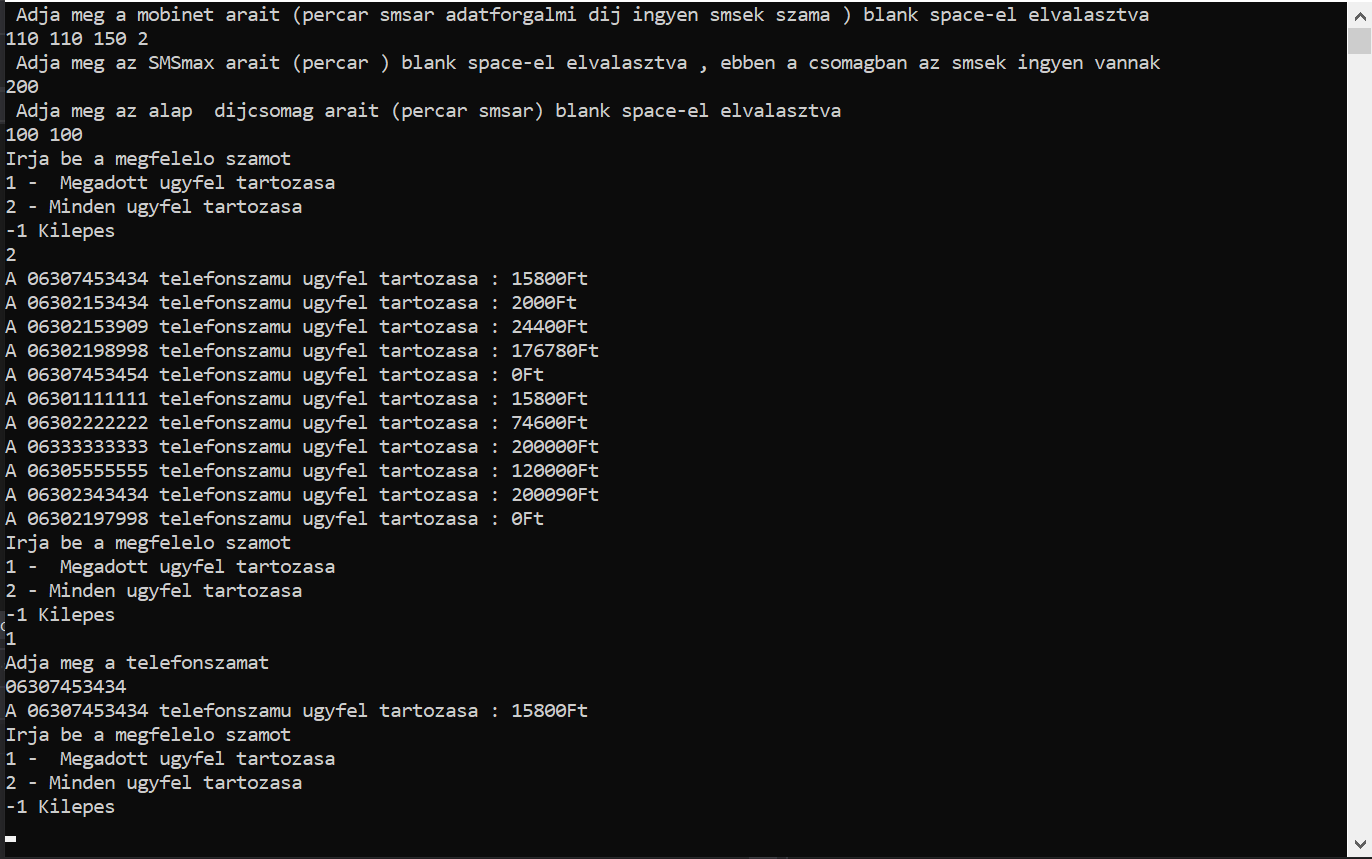 Adja meg a mobinet arait (percar smsar adatforgalmi dij ingyen smsek szama ) blank space-el elvalasztva
110 110 150 2
Adja meg az SMSmax arait (percar ) blank space-el elvalasztva , ebben a csomagban az smsek ingyen vannak
200
Adja meg az alap  dijcsomag arait (percar smsar) blank space-el elvalasztva
100 100
Irja be a megfelelo szamot
1 -  Megadott ugyfel tartozasa
2 - Minden ugyfel tartozasa
-1 Kilepes
2
A 06307453434 telefonszamu ugyfel tartozasa : 15800Ft
A 06302153434 telefonszamu ugyfel tartozasa : 2000Ft
A 06302153909 telefonszamu ugyfel tartozasa : 24400Ft
A 06302198998 telefonszamu ugyfel tartozasa : 176780Ft
A 06307453454 telefonszamu ugyfel tartozasa : 0Ft
A 06301111111 telefonszamu ugyfel tartozasa : 15800Ft
A 06302222222 telefonszamu ugyfel tartozasa : 74600Ft
A 06333333333 telefonszamu ugyfel tartozasa : 200000Ft
A 06305555555 telefonszamu ugyfel tartozasa : 120000Ft
A 06302343434 telefonszamu ugyfel tartozasa : 200090Ft
A 06302197998 telefonszamu ugyfel tartozasa : 0Ft
Irja be a megfelelo szamot
1 -  Megadott ugyfel tartozasa
2 - Minden ugyfel tartozasa
-1 Kilepes
1
Adja meg a telefonszamat
06307453434
A 06307453434 telefonszamu ugyfel tartozasa : 15800Ft
Irja be a megfelelo szamot
1 -  Megadott ugyfel tartozasa
2 - Minden ugyfel tartozasa
-1 Kilepes